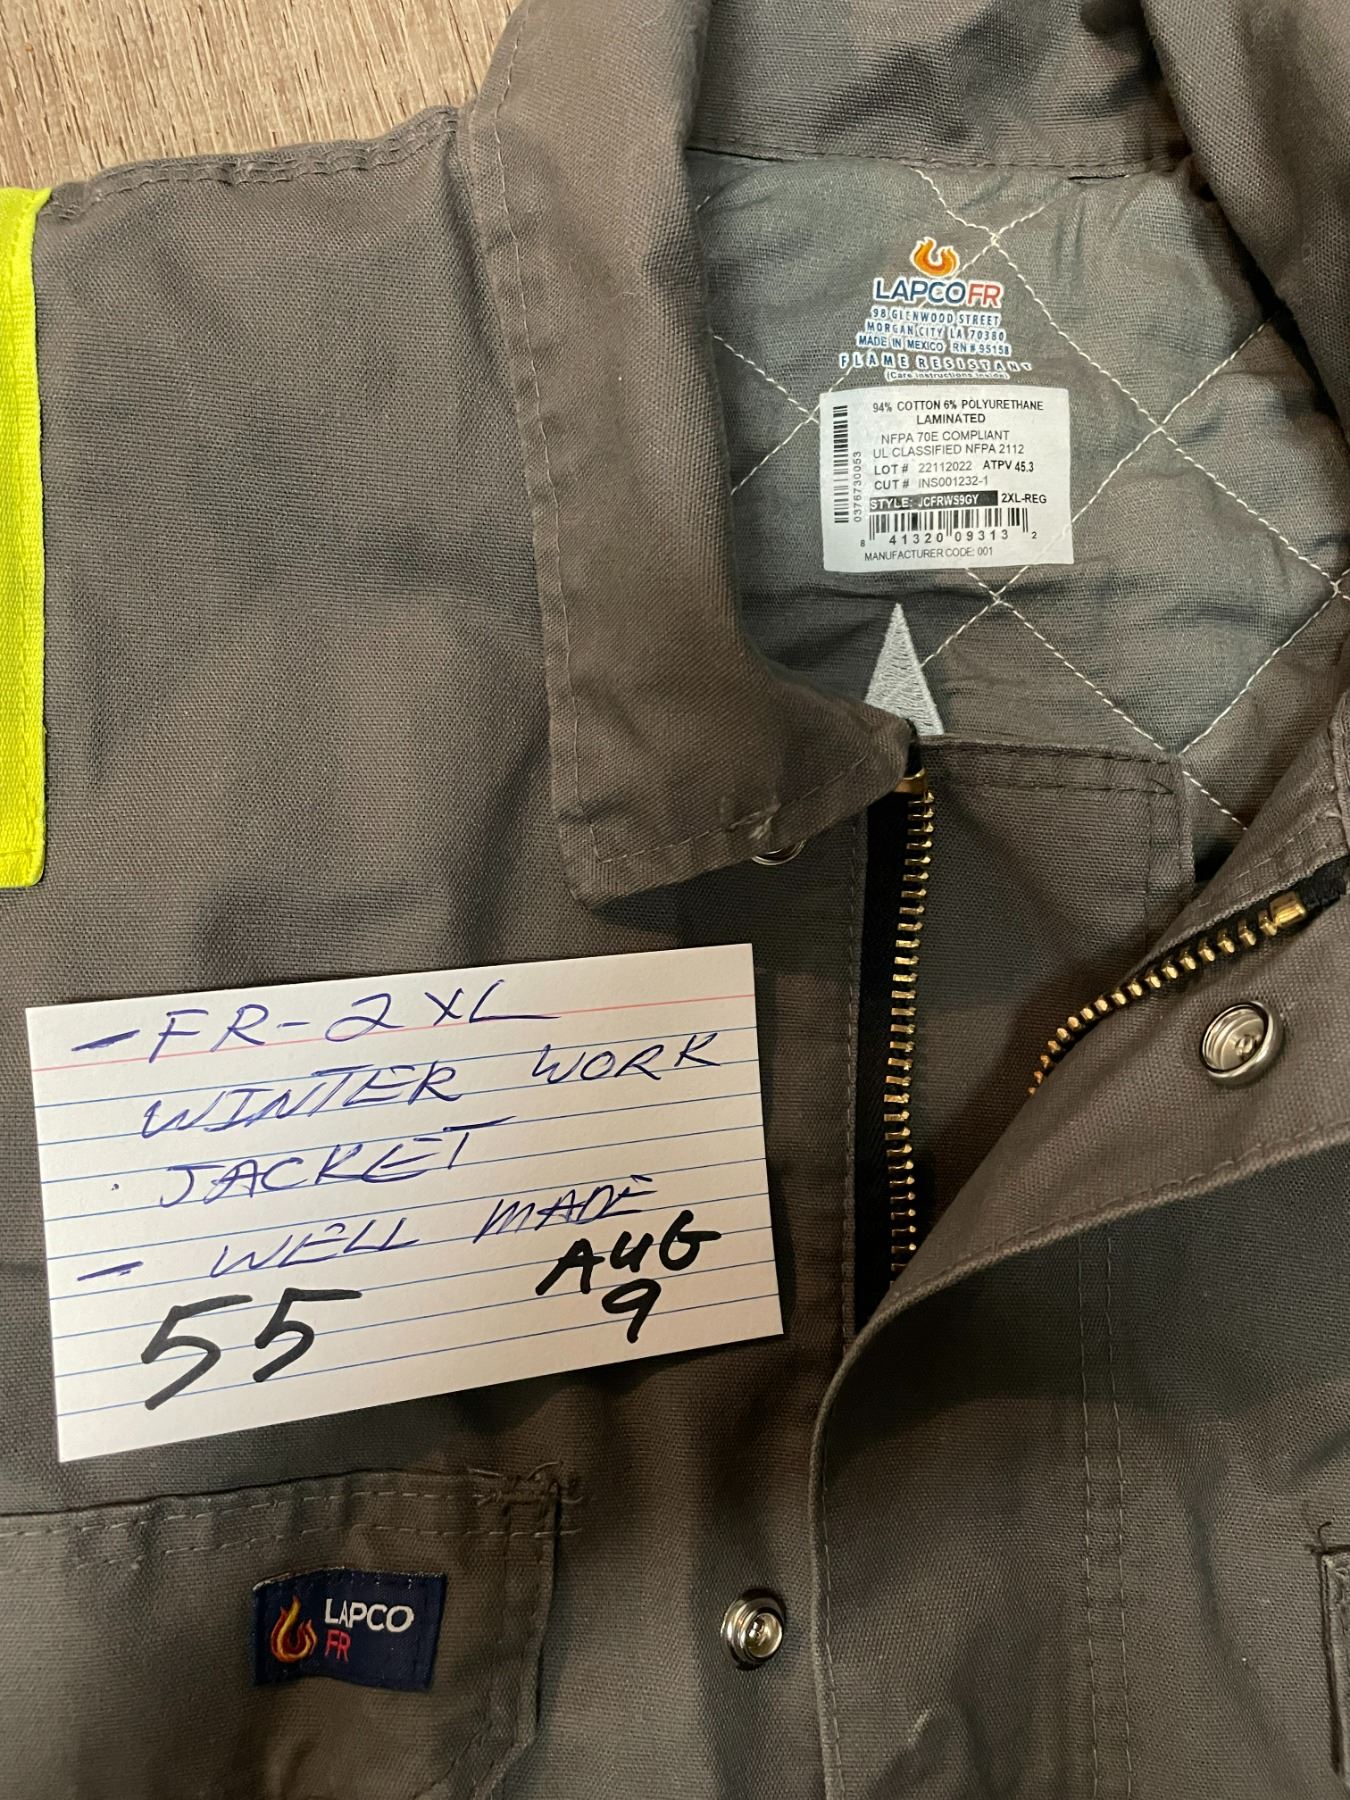 LAPCOFR
98 GLENWOOD STREET
MORGAN CITY LA 70380
MADE IN MEXICO RN # 95158
FLAME RESISTANT
(Care Instructions Inside)
94% COTTON 6% POLYURETHANE
LAMINATED
NFPA 70E COMPLIANT
UL CLASSIFIED NFPA 2112
LOT # 22112022 ATPV 45.3
CUT # INS001232-1
STYLE: JCFRWS9GY 2XL-REG
0376730053
8 41320 09313 2
MANUFACTURER CODE: 001
- FR - 2XL
WINTER WORK
JACKET
- WELL MADE
55 AUG
9
LAPCO
FR